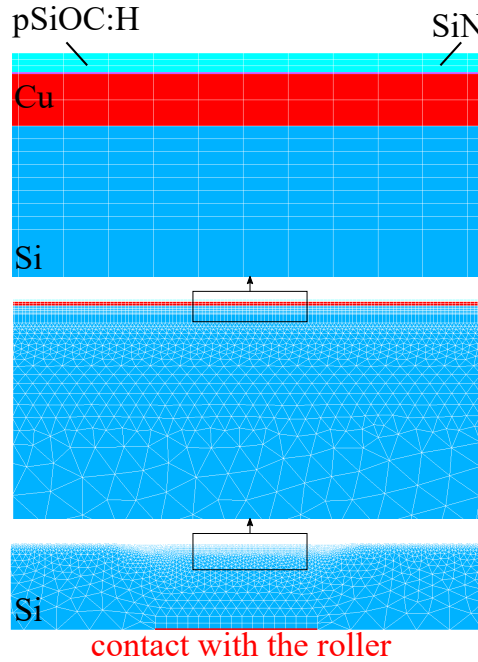 pSiOC:H
SiN
Cu
Si
Si
contact with the roller